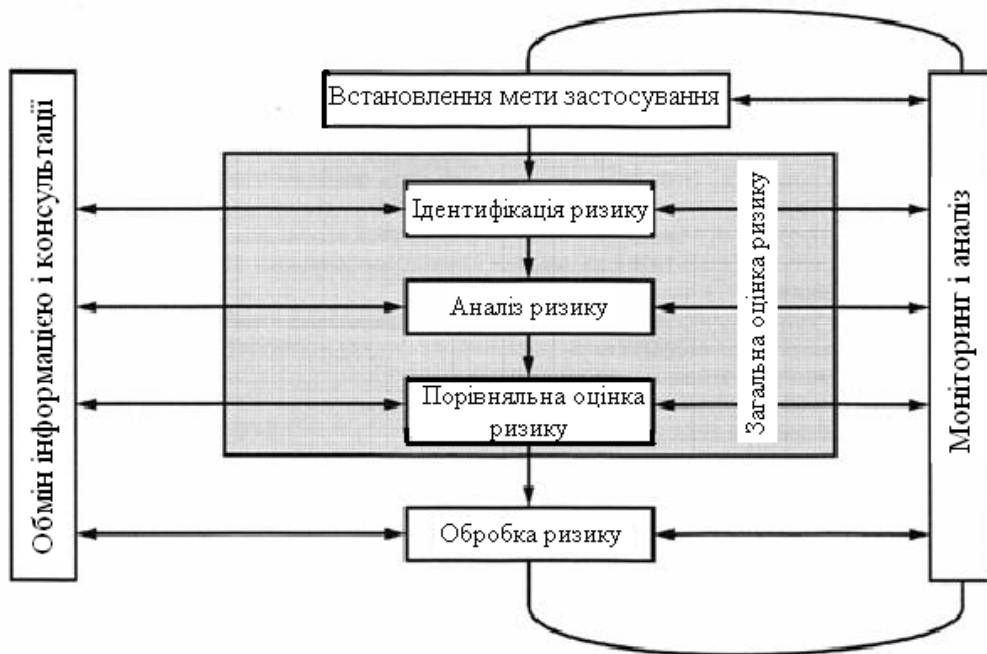 Встановлення мети застосування
Ідентифікація ризику
Аналіз ризику
Порівняльна оцінка
ризику
Обробка ризику
Обмін інформацією і консультації
Загальна оцінка ризику
Моніторинг і аналіз